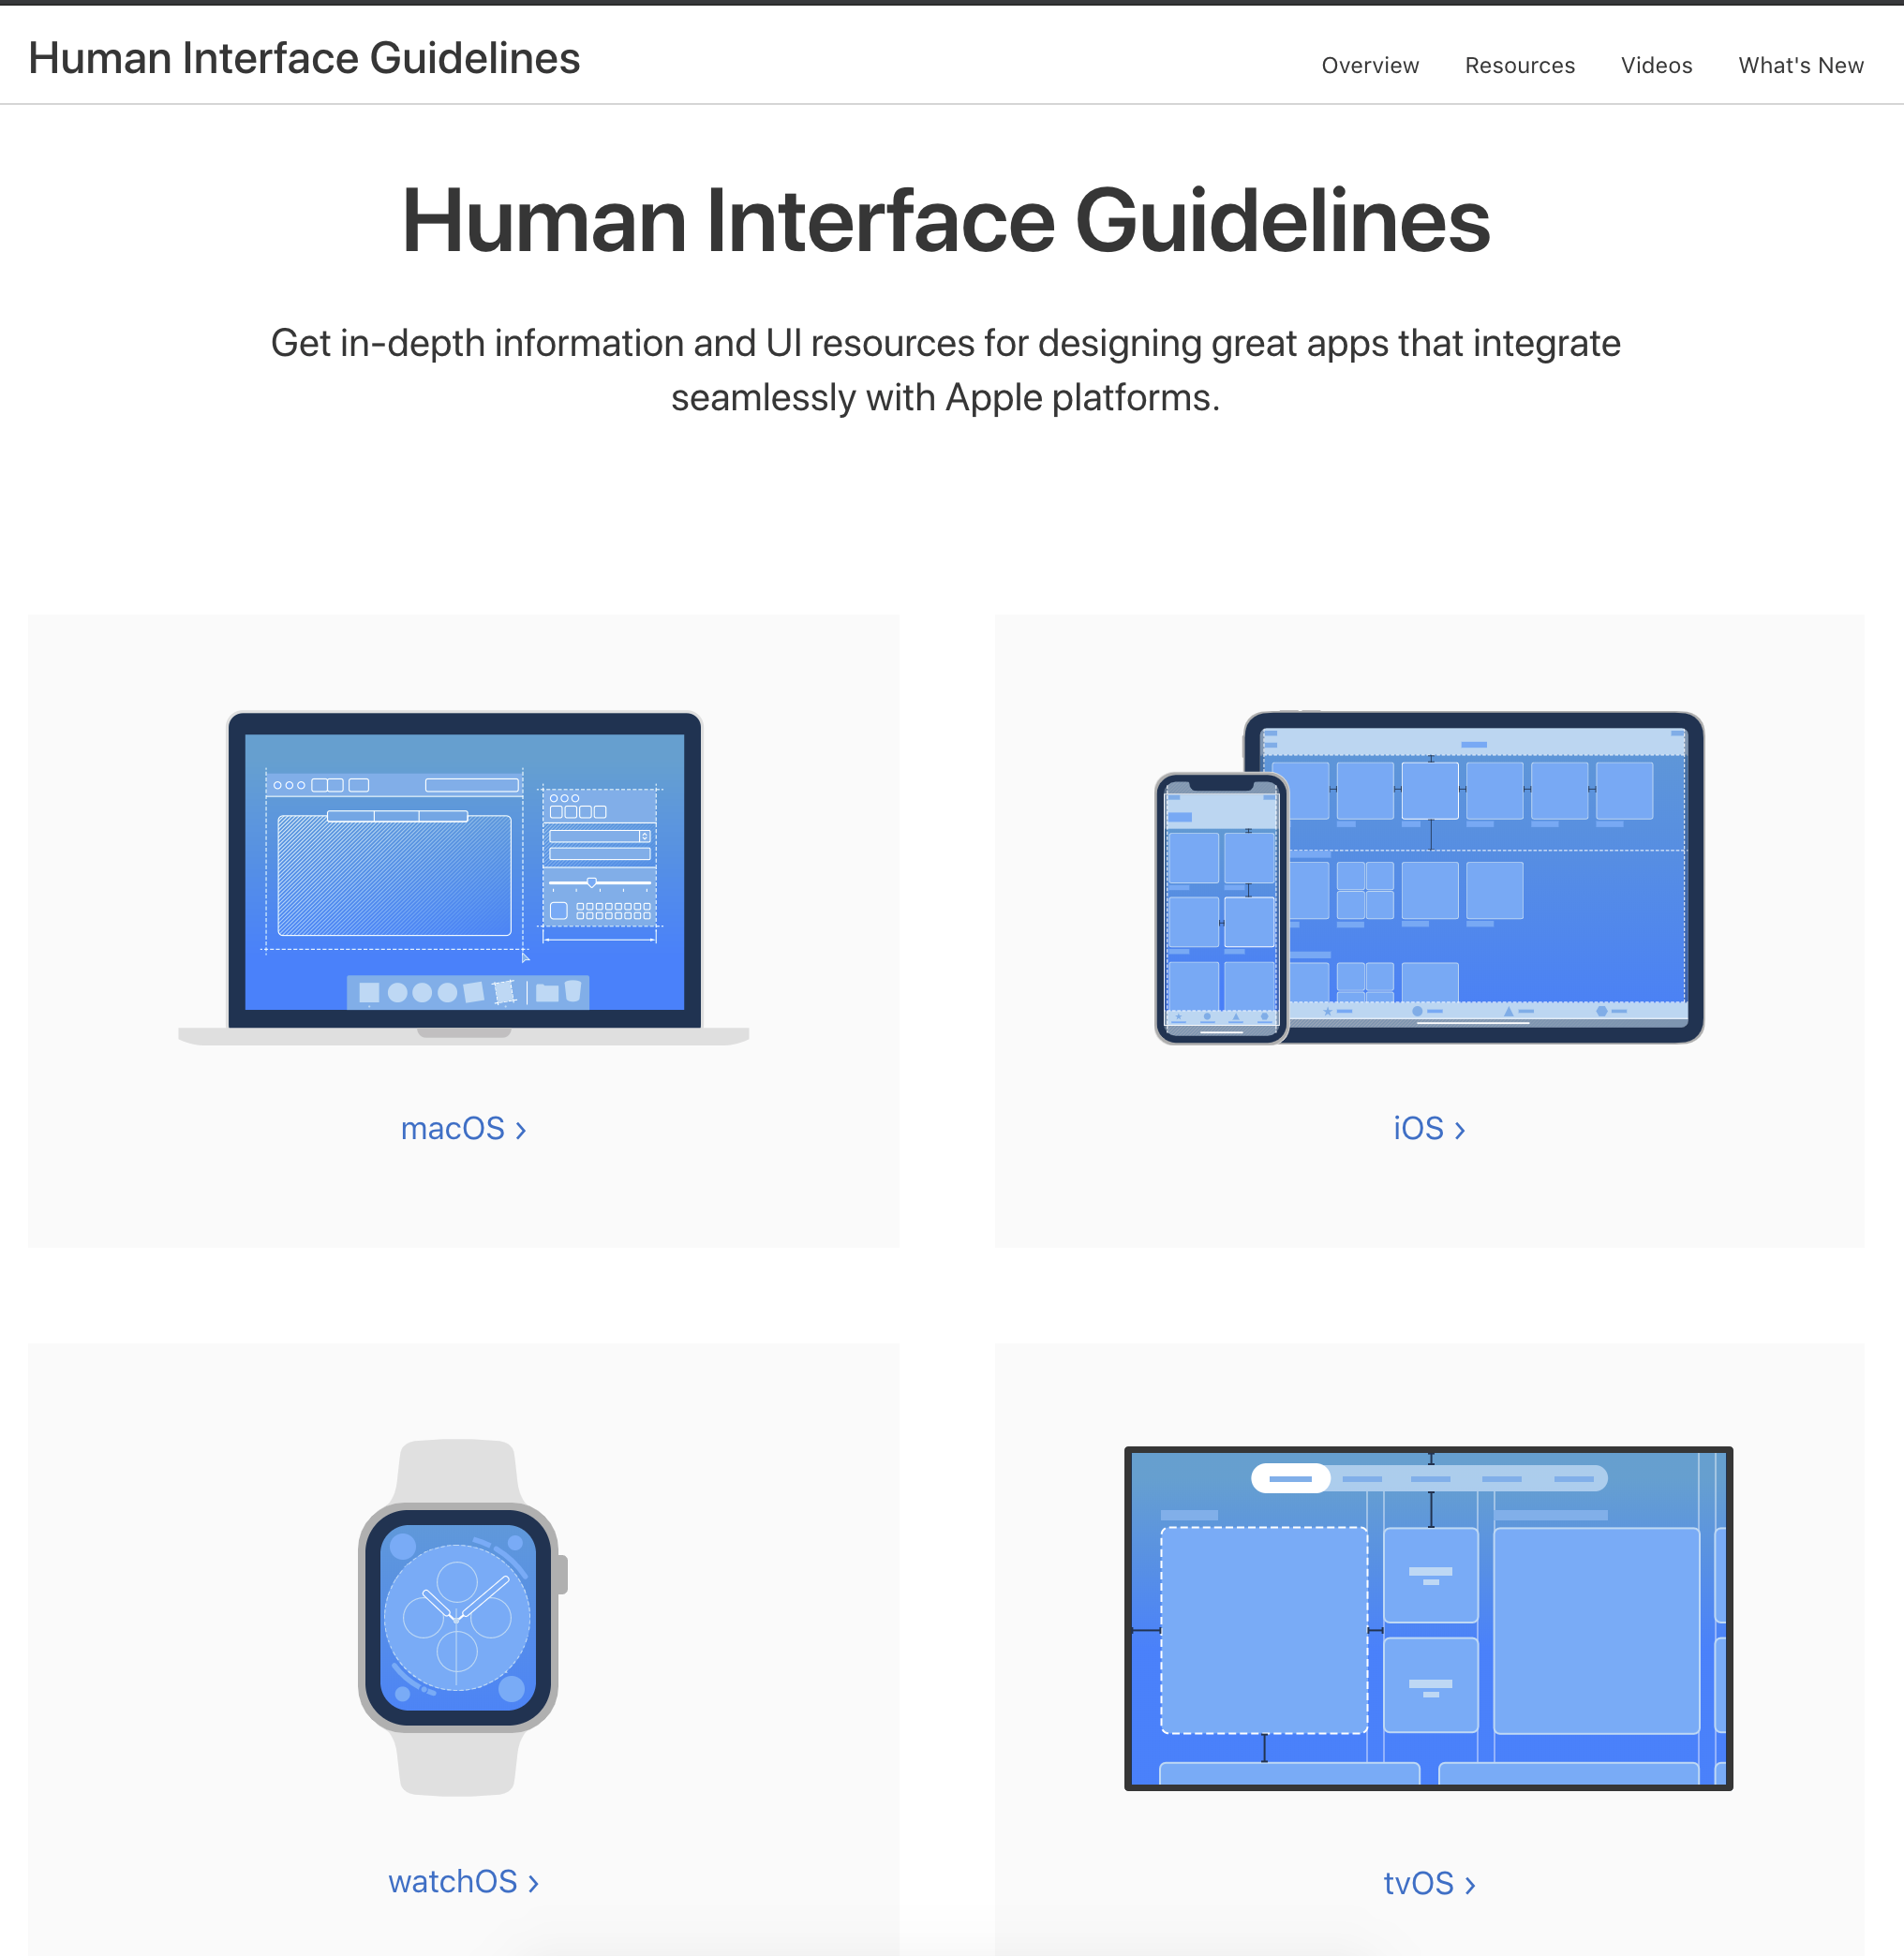 Human Interface Guidelines
Overview Resources Videos What's New
Human Interface Guidelines
Get in-depth information and UI resources for designing great apps that integrate
seamlessly with Apple platforms.
macOS ›
iOS ›
watchOS ›
tvOS ›